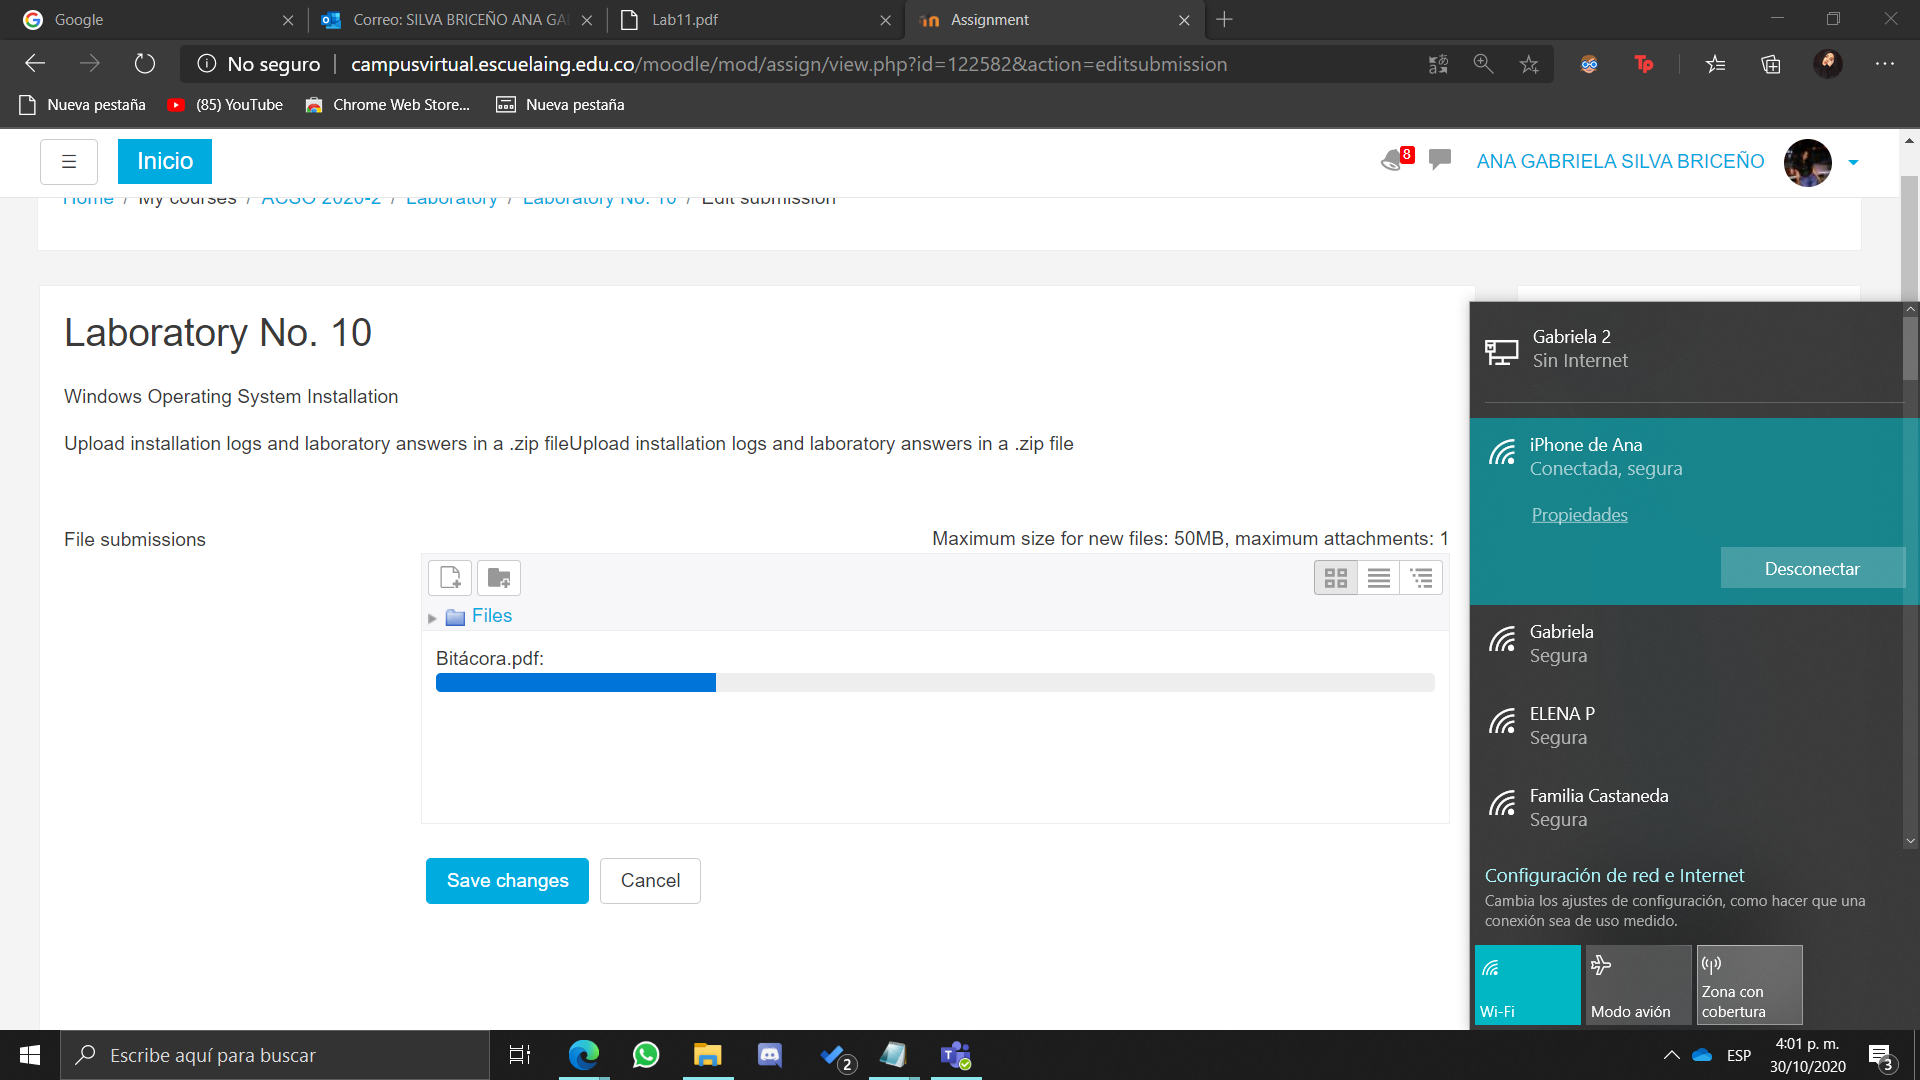 Google
Correo: SILVA BRICEÑO ANA GA
Lab11.pdf
Assignment
No seguro
campusvirtual.escuelaing.edu.co/moodle/mod/assign/view.php?id=122582&action=editsubmission
Nueva pestaña
(85) YouTube
Chrome Web Store...
Nueva pestaña
Inicio
8
ANA GABRIELA SILVA BRICEÑO
Home / My courses / ACSO 2020-2 / Laboratory / Laboratory No. 10 / Edit submission
Laboratory No. 10
Windows Operating System Installation
Upload installation logs and laboratory answers in a .zip fileUpload installation logs and laboratory answers in a .zip file
File submissions
Maximum size for new files: 50MB, maximum attachments: 1
Files
Bitácora.pdf:
Save changes
Cancel
Gabriela 2
Sin Internet
iPhone de Ana
Conectada, segura
Propiedades
Desconectar
Gabriela
Segura
ELENA P
Segura
Familia Castaneda
Segura
Configuración de red e Internet
Cambia los ajustes de configuración, como hacer que una
conexión sea de uso medido.
Wi-Fi
Modo avión
Zona con
cobertura
Escribe aquí para buscar
2
ESP
4:01 p. m.
30/10/2020
3